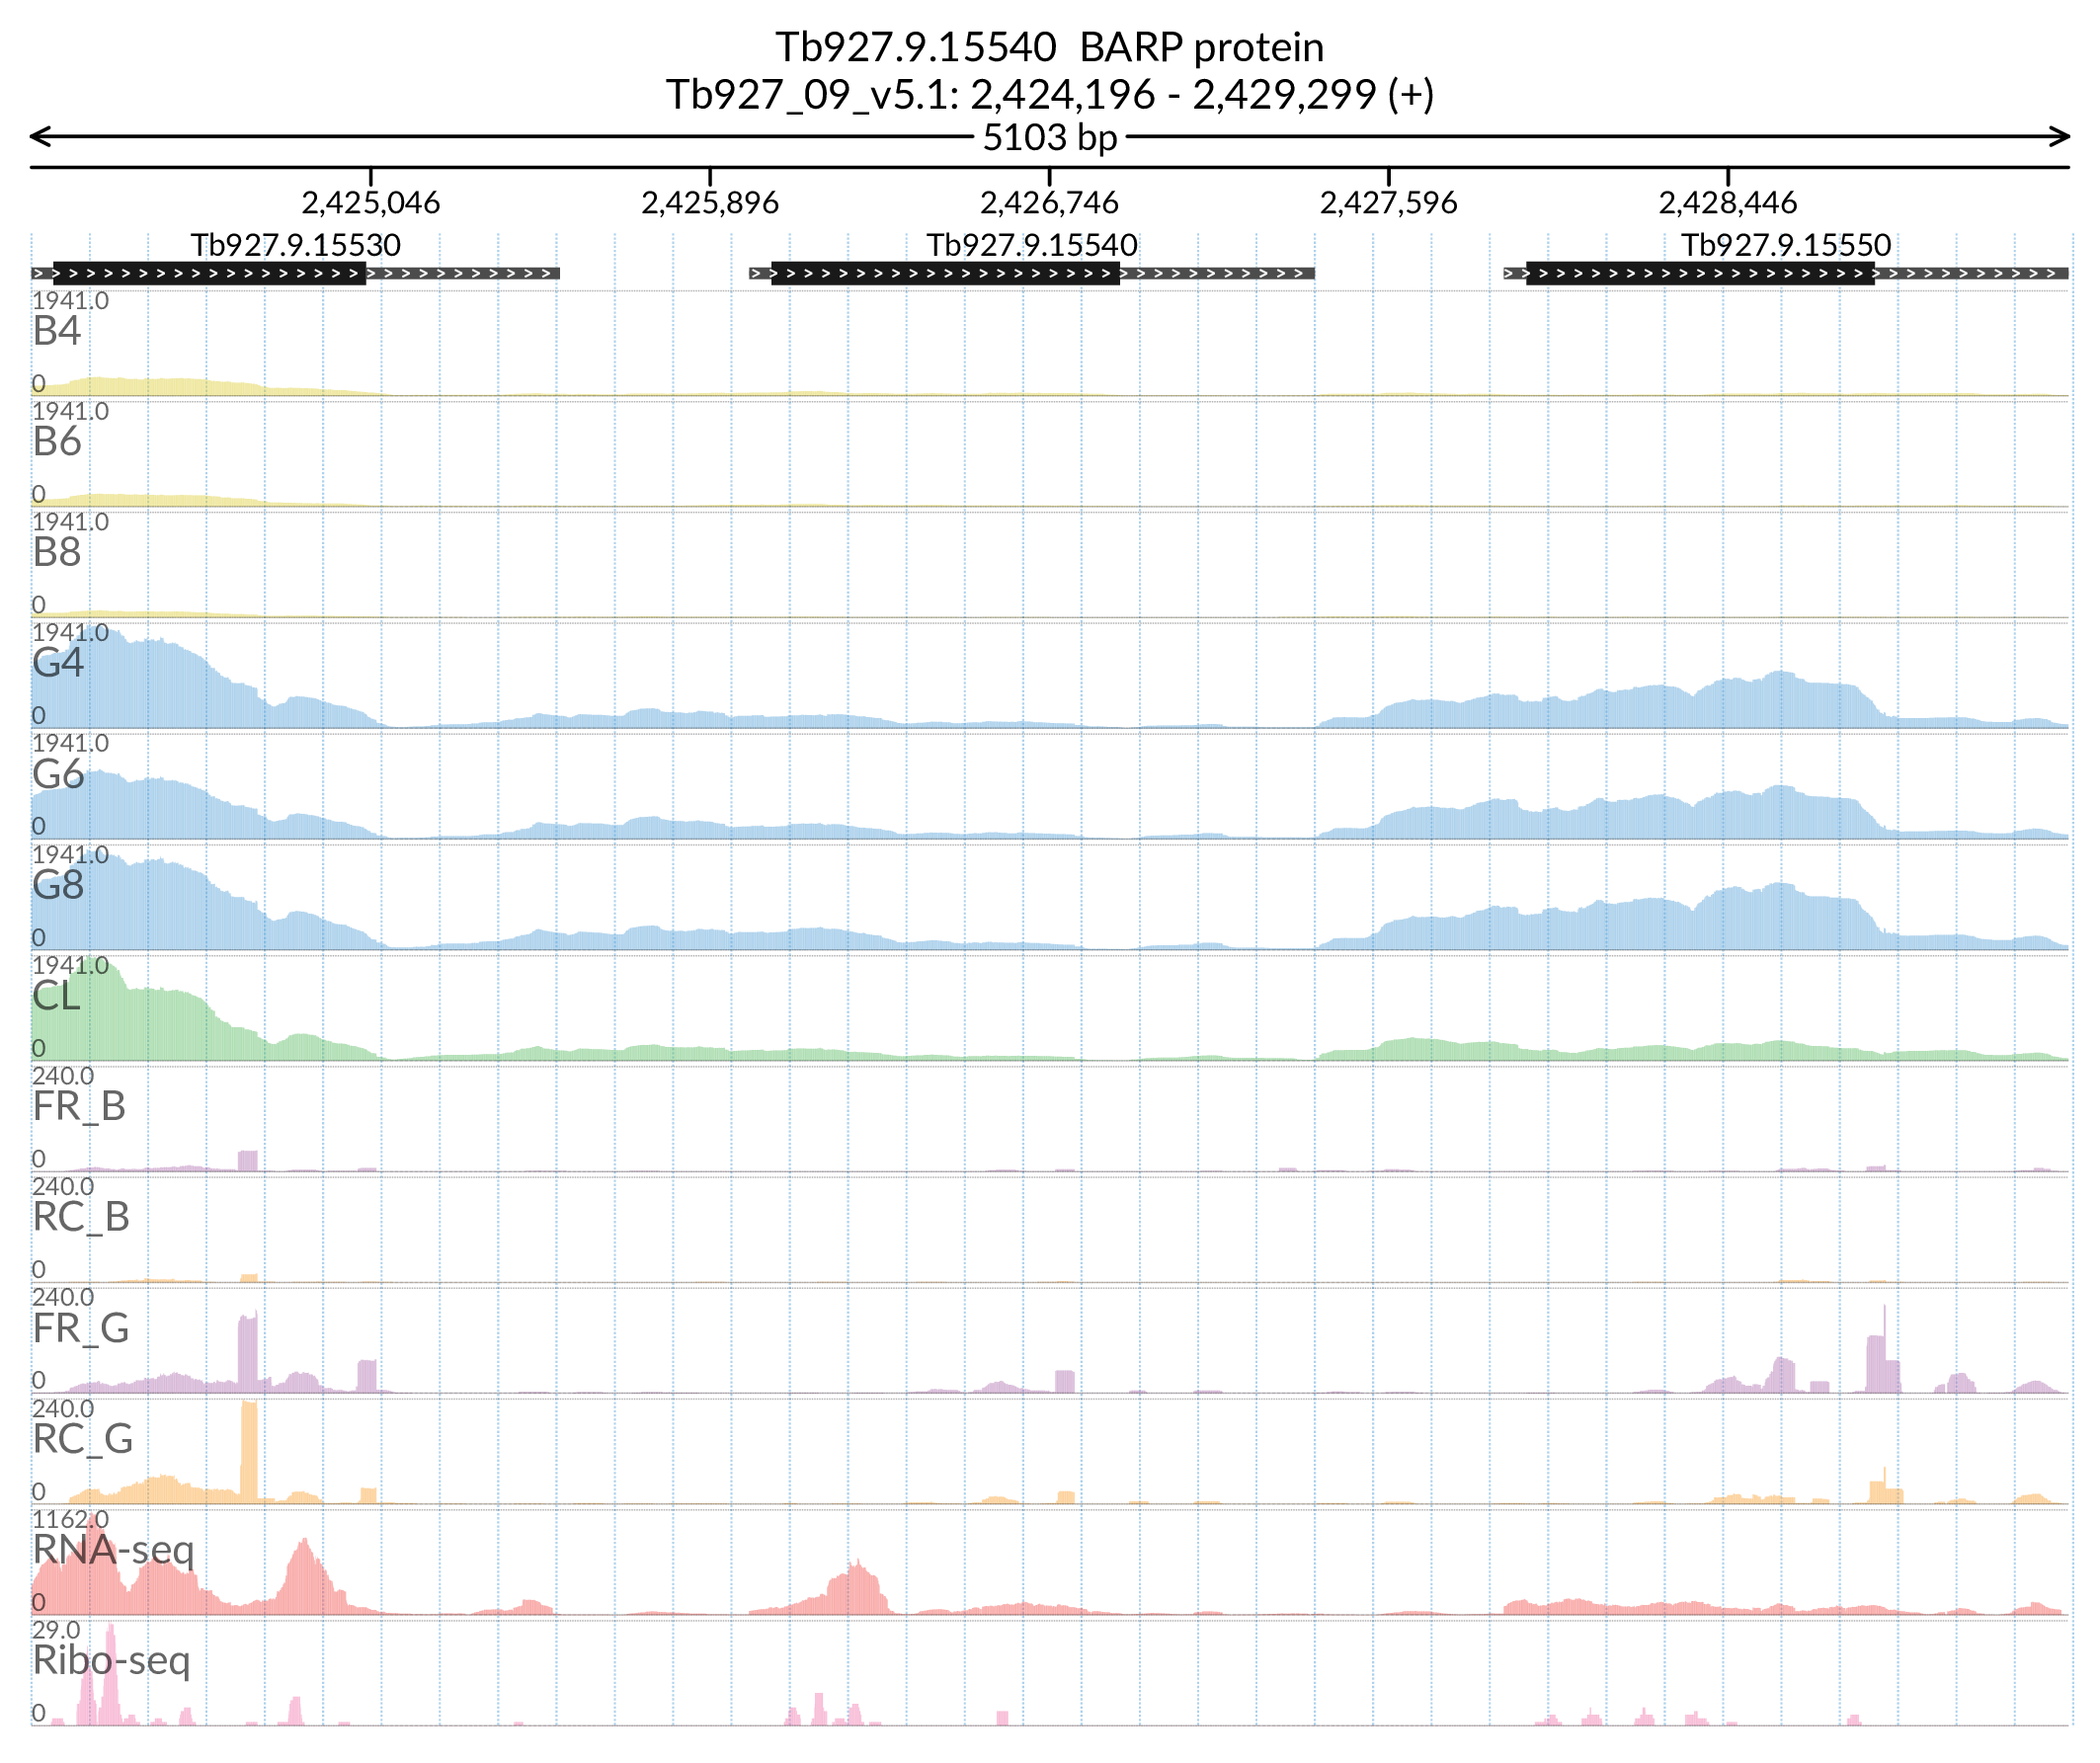 Tb927.9.15540 BARP protein
Tb927_09_v5.1: 2,424,196 - 2,429,299 (+)
5103 bp
2,425,046 2,425,896 2,426,746 2,427,596 2,428,446
Tb927.9.15530 Tb927.9.15540 Tb927.9.15550
1941.0
B4
0
1941.0
B6
0
1941.0
B8
0
1941.0
G4
0
1941.0
G6
0
1941.0
G8
0
1941.0
CL
0
240.0
FR_B
0
240.0
RC_B
0
240.0
FR_G
0
240.0
RC_G
0
1162.0
RNA-seq
0
29.0
Ribo-seq
0